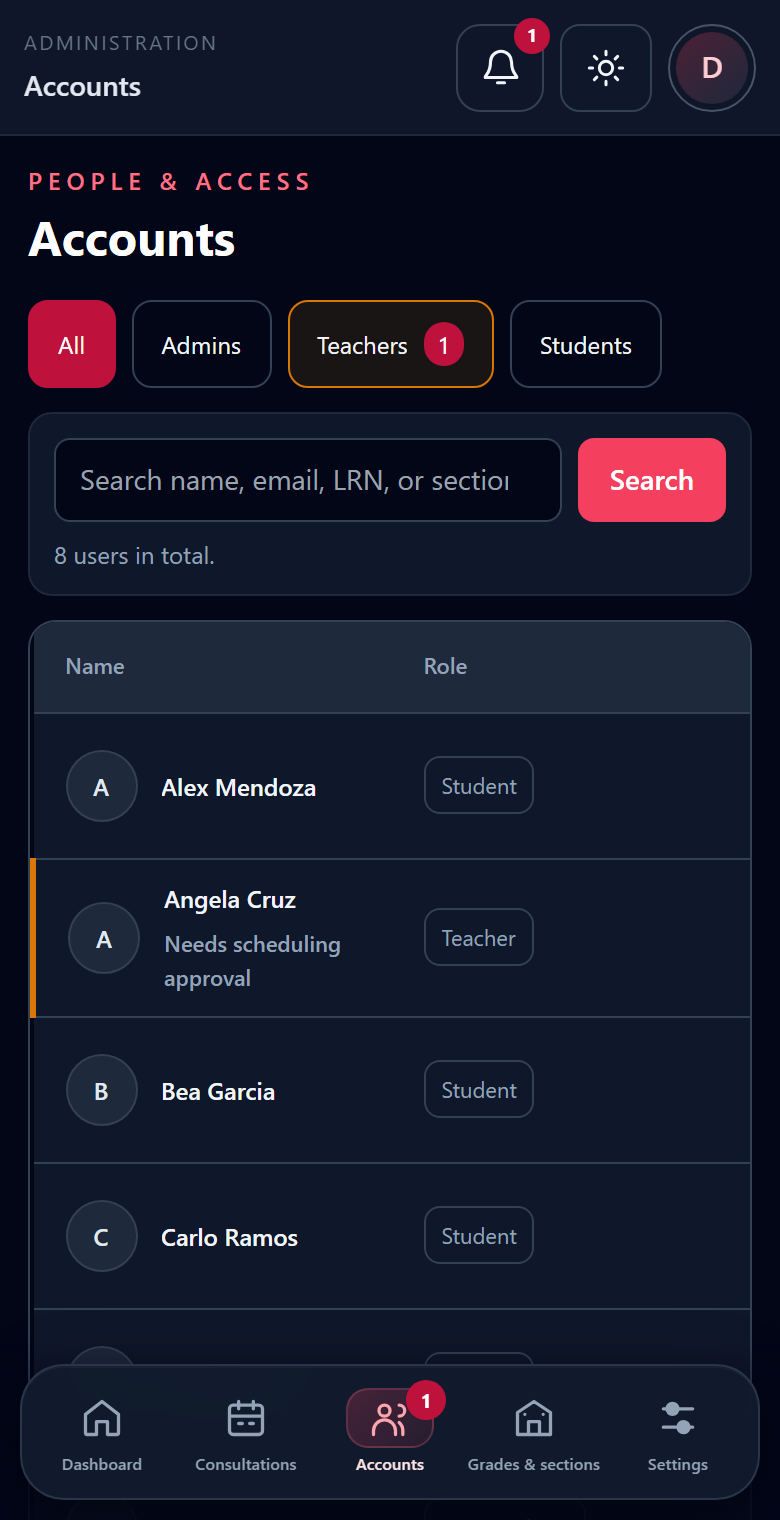 ADMINISTRATION
Accounts
1
D
PEOPLE & ACCESS
Accounts
All
Admins
Teachers 1
Students
Search name, email, LRN, or section
Search
8 users in total.
Name
Role
A
Alex Mendoza
Student
A
Angela Cruz
Needs scheduling
approval
Teacher
B
Bea Garcia
Student
C
Carlo Ramos
Student
1
Dashboard
Consultations
Accounts
Grades & sections
Settings